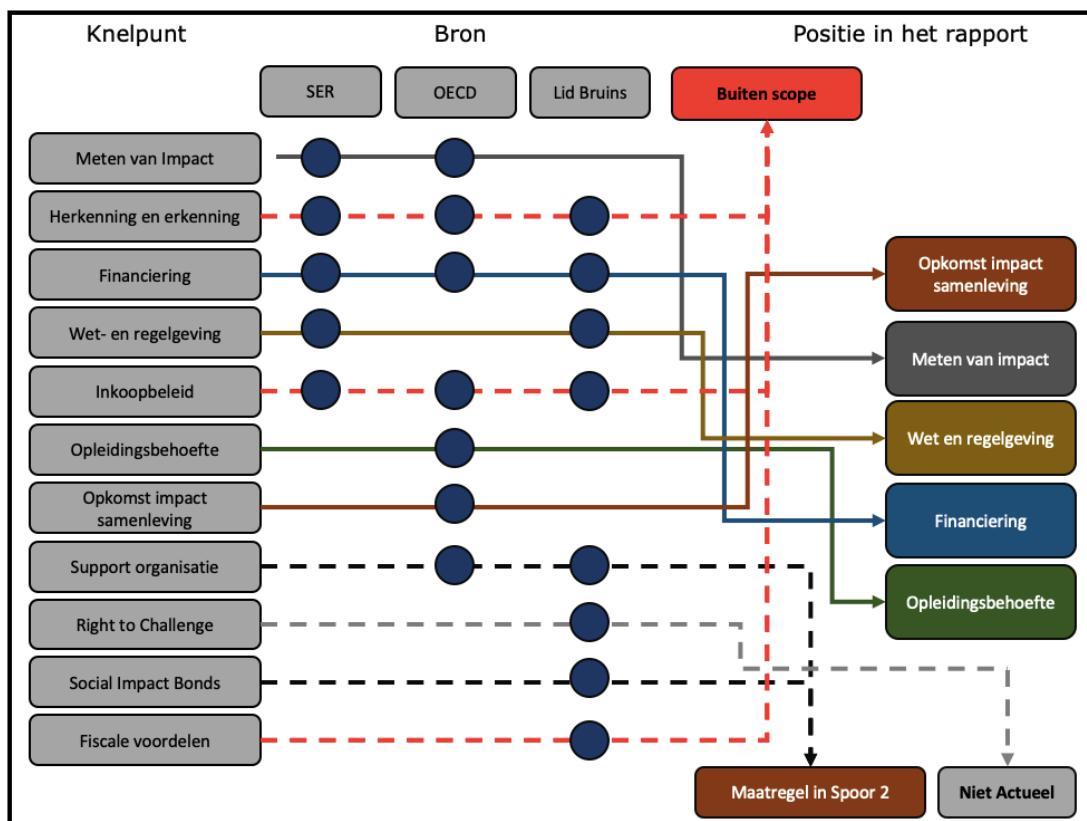 Knelpunt
Bron
Positie in het rapport
SER
OECD
Lid Bruins
Buiten scope
Meten van Impact
Herkenning en erkenning
Financiering
Wet- en regelgeving
Inkoopbeleid
Opleidingsbehoefte
Opkomst impact
samenleving
Support organisatie
Right to Challenge
Social Impact Bonds
Fiscale voordelen
Opkomst impact
samenleving
Meten van impact
Wet en regelgeving
Financiering
Opleidingsbehoefte
Maatregel in Spoor 2
Niet Actueel